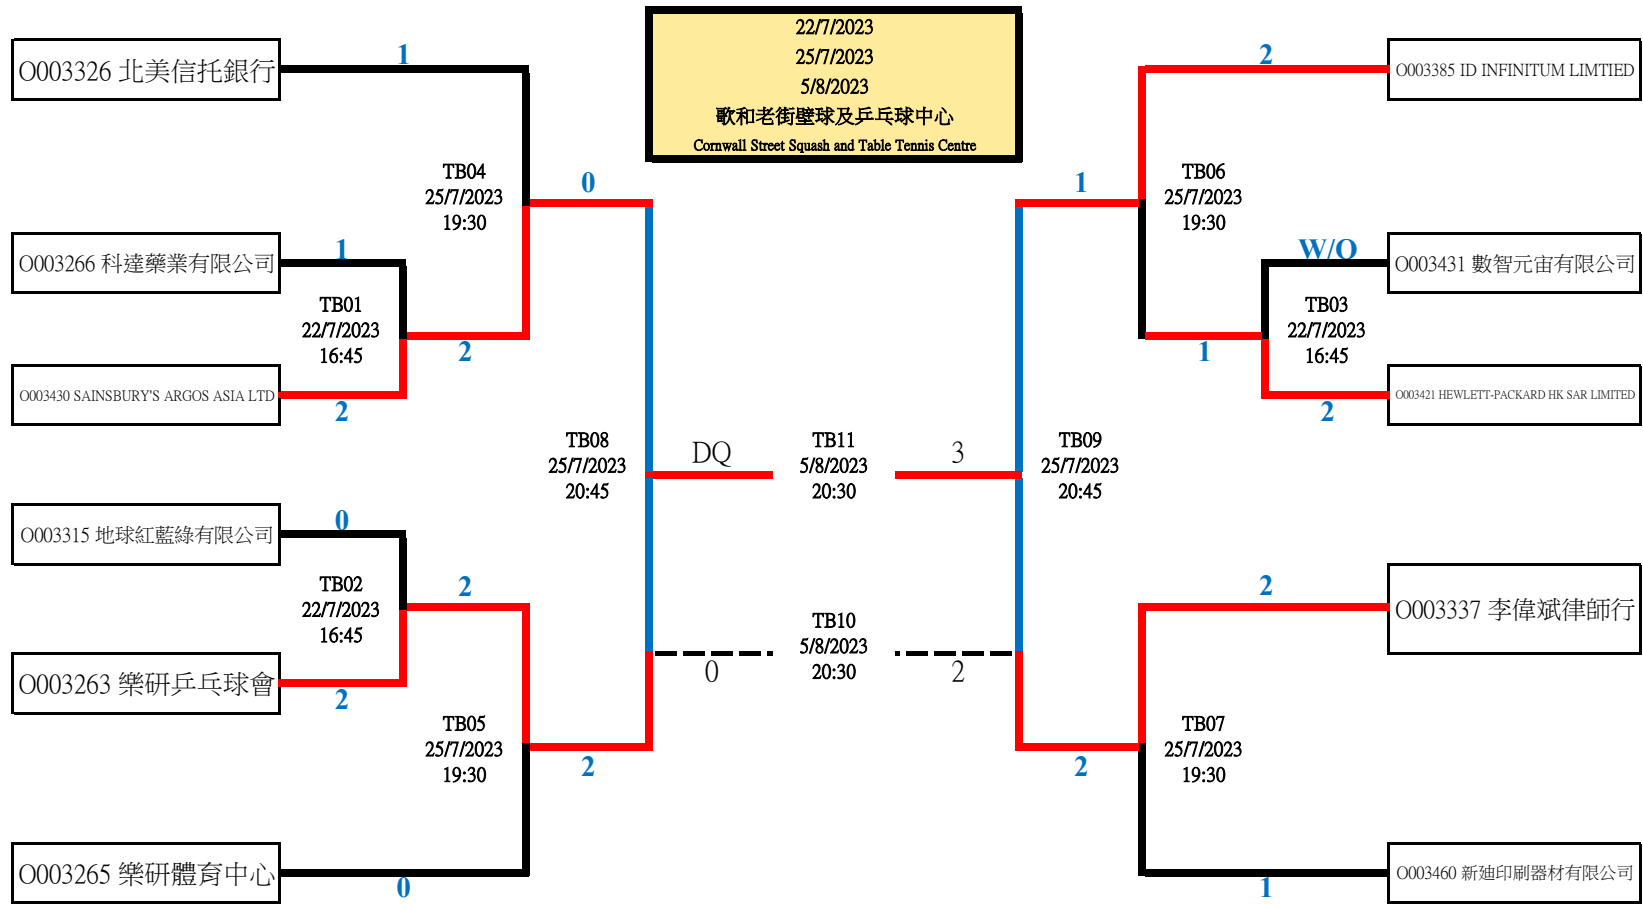 22/7/2023
25/7/2023
5/8/2023
歌和老街壁球及乒乓球中心
Cornwall Street Squash and Table Tennis Centre
O003326 北美信托銀行
1
TB04
25/7/2023
19:30
0
O003266 科達藥業有限公司
1
TB01
22/7/2023
16:45
2
O003430 SAINSBURY'S ARGOS ASIA LTD
2
TB08
25/7/2023
20:45
DQ
O003315 地球紅藍綠有限公司
0
TB02
22/7/2023
16:45
2
O003263 樂研乒乓球會
2
TB05
25/7/2023
19:30
2
O003265 樂研體育中心
0
TB11
5/8/2023
20:30
TB10
5/8/2023
20:30
0
2
3
2
O003385 ID INFINITUM LIMTIED
1
TB06
25/7/2023
19:30
W/O
O003431 數智元宙有限公司
TB03
22/7/2023
16:45
1
2
O003421 HEWLETT-PACKARD HK SAR LIMITED
TB09
25/7/2023
20:45
2
O003337 李偉斌律師行
TB07
25/7/2023
19:30
2
1
O003460 新廸印刷器材有限公司